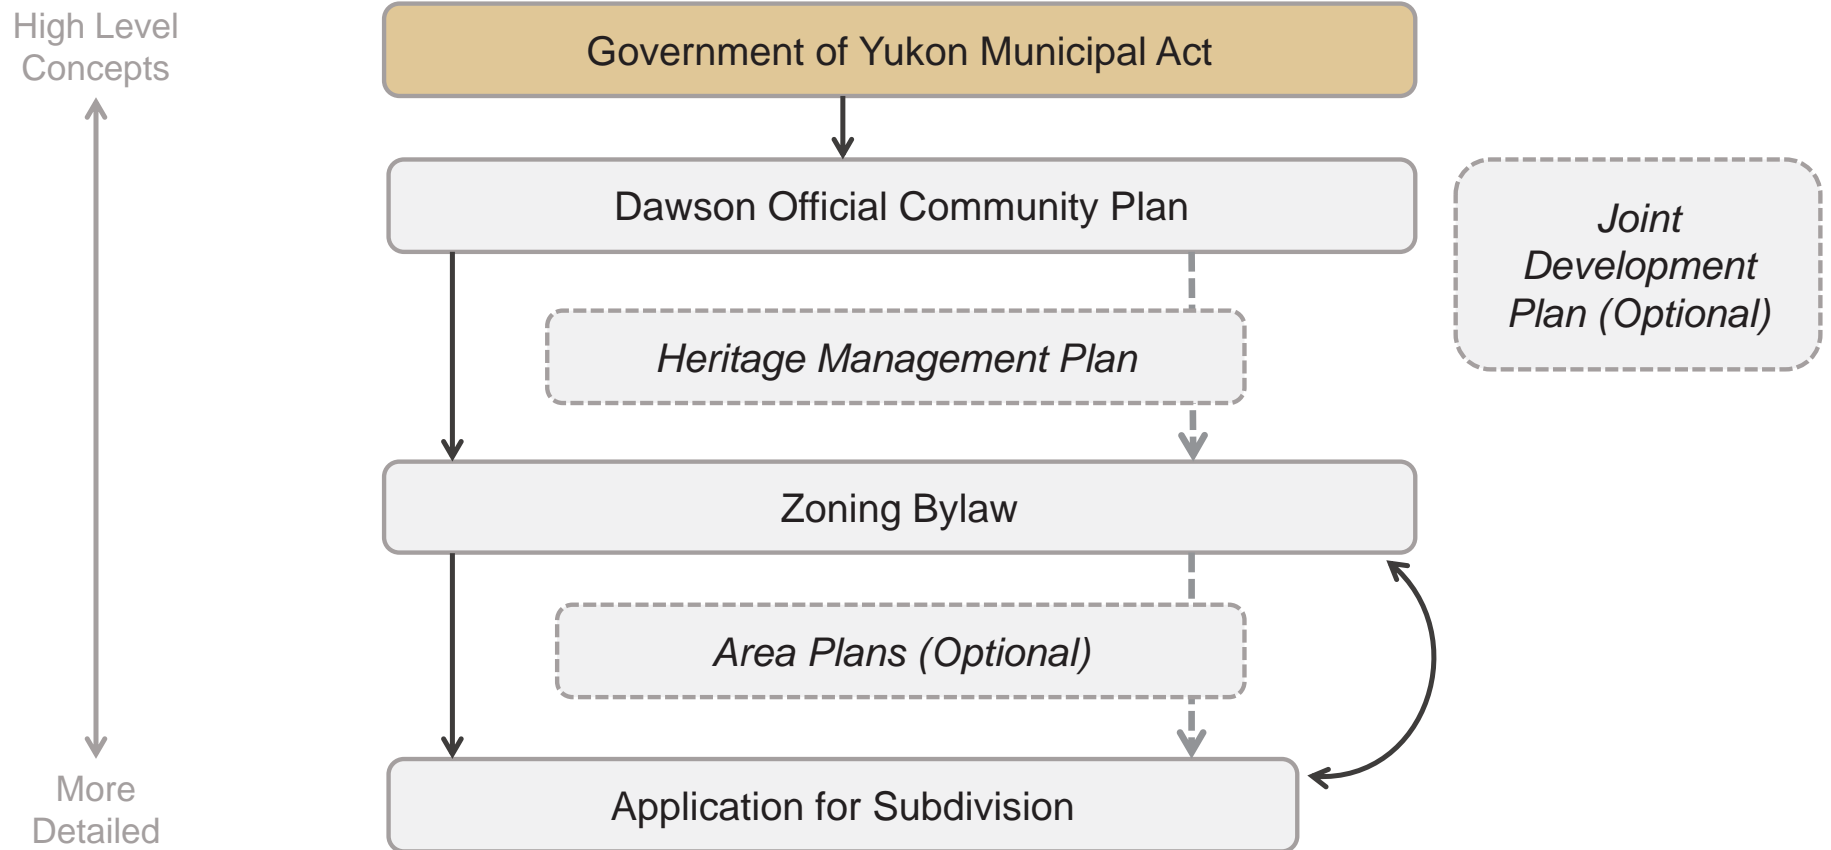 High Level
Concepts
Government of Yukon Municipal Act
Dawson Official Community Plan
Joint
Development
Plan (Optional)
Heritage Management Plan
Zoning Bylaw
Area Plans (Optional)
More
Detailed
Application for Subdivision